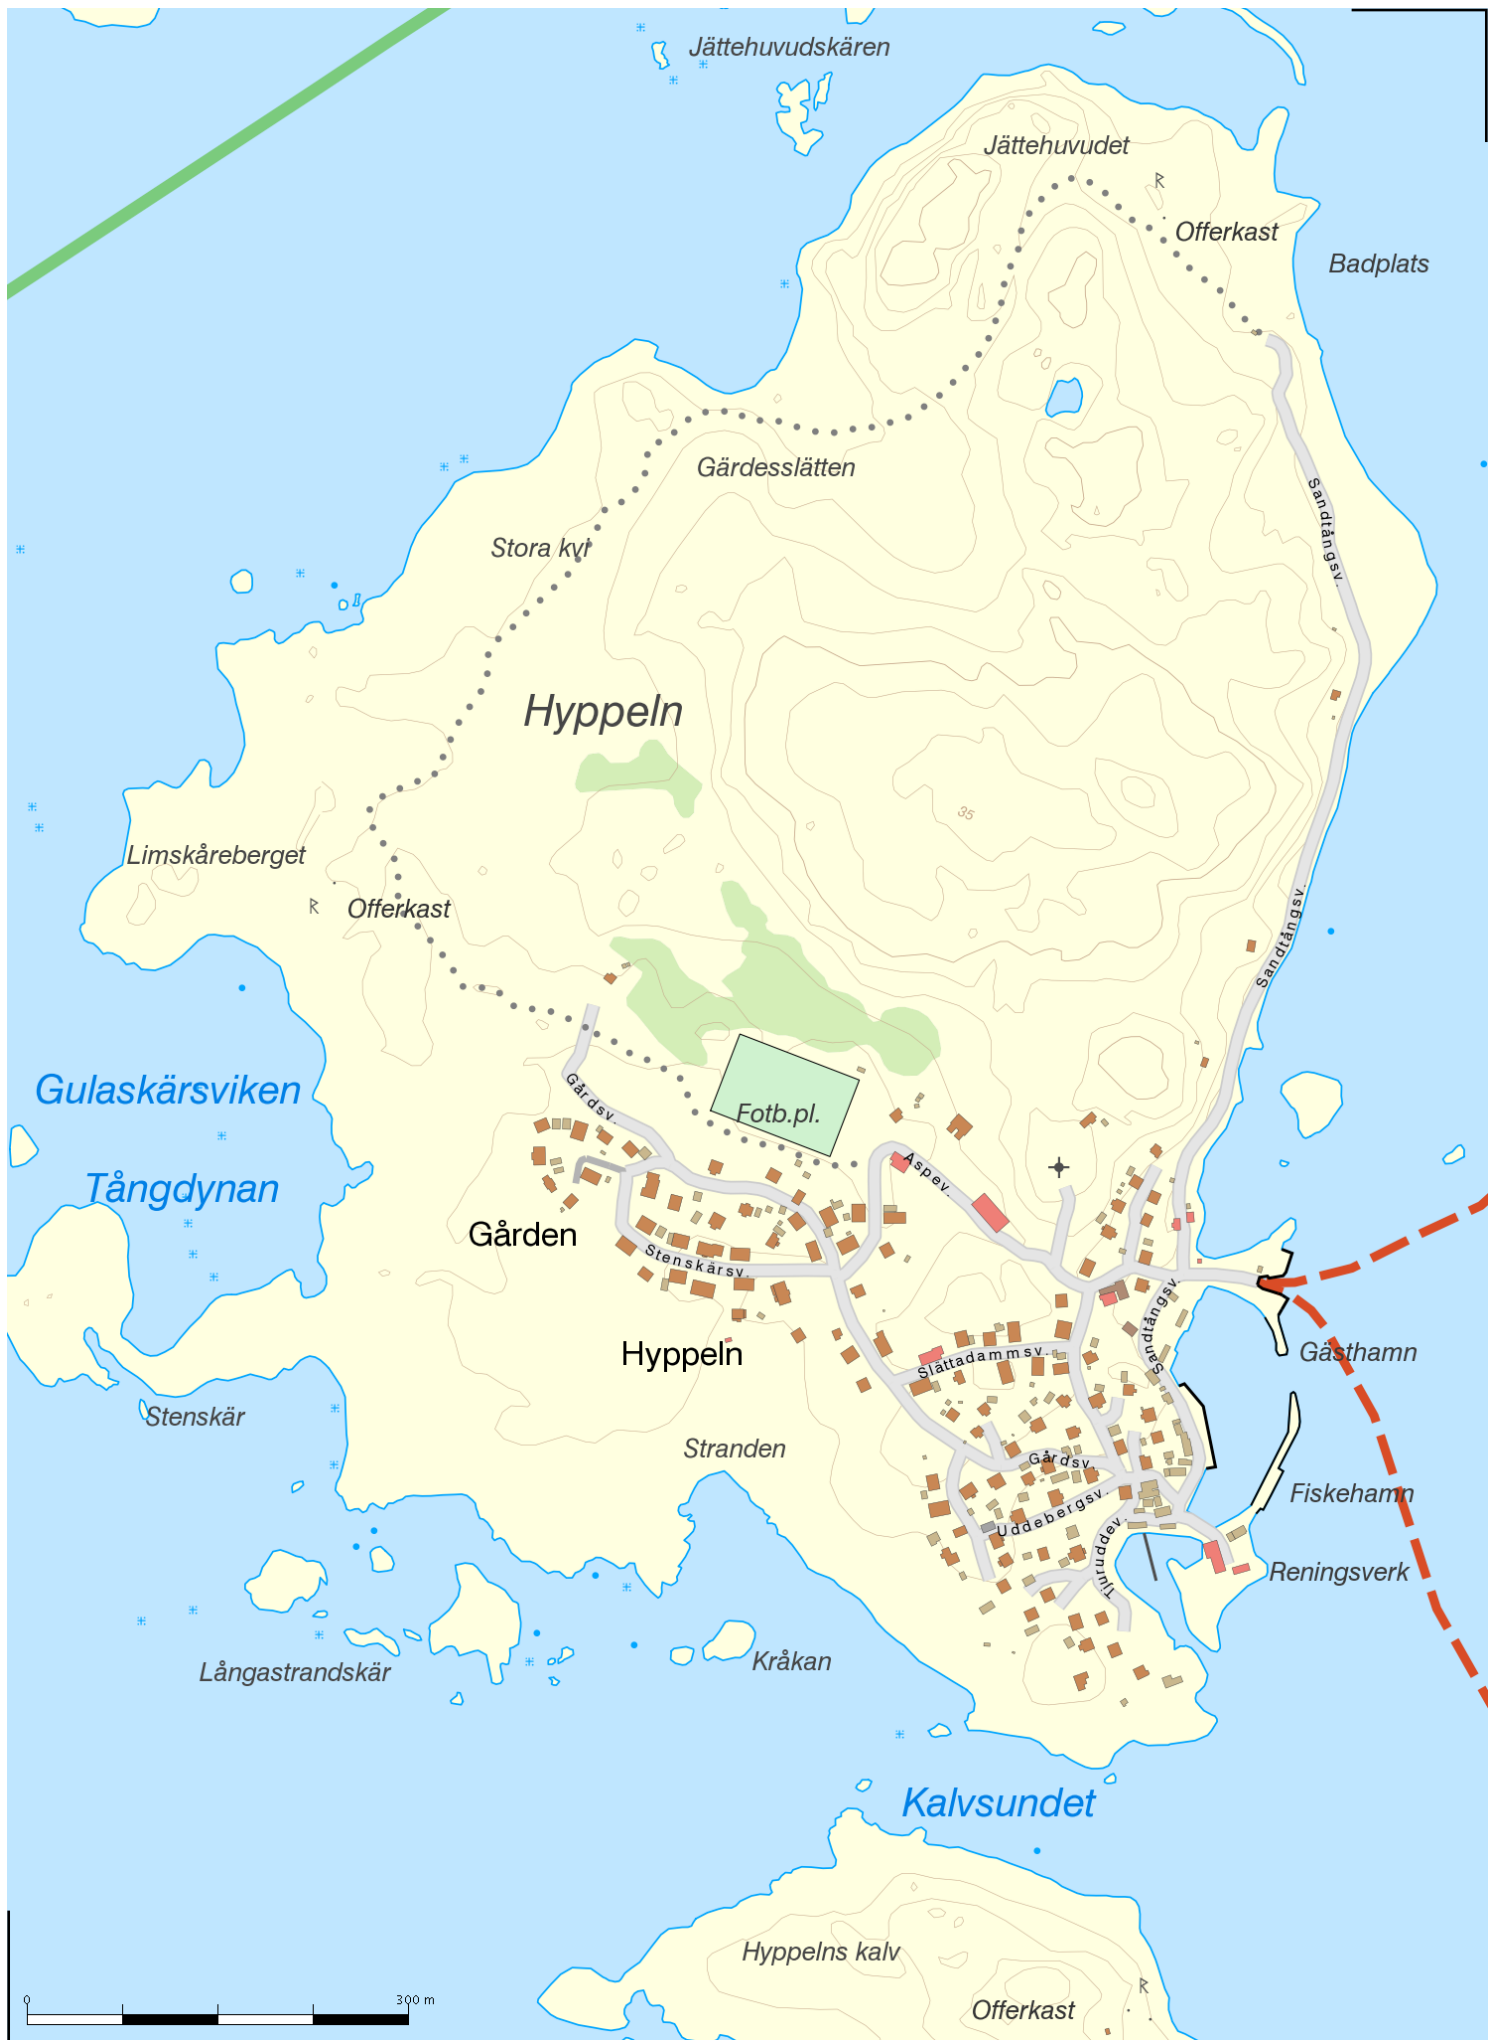 Jättehuvudskären
Jättehuvudet
R
Offerkast
Badplats
Gärdesslätten
Sandtångsv.
Stora kvi
Hyppeln
35
Limskåreberget
R
Offerkast
Sandtångsv.
Gulaskärsviken
Gårdsv.
Fotb.pl.
Aspev.
Tångdynan
Gården
Stenskärsv.
Sandtångsv.
Hyppeln
Slättadammsv.
Gästhamn
Stenskär
Stranden
Gårdsv.
Fiskehamn
Uddebergsv.
Tjuruddev.
Reningsverk
Långastrandskär
Kråkan
Kalvsundet
Hyppelns kalv
R
Offerkast
0 300 m